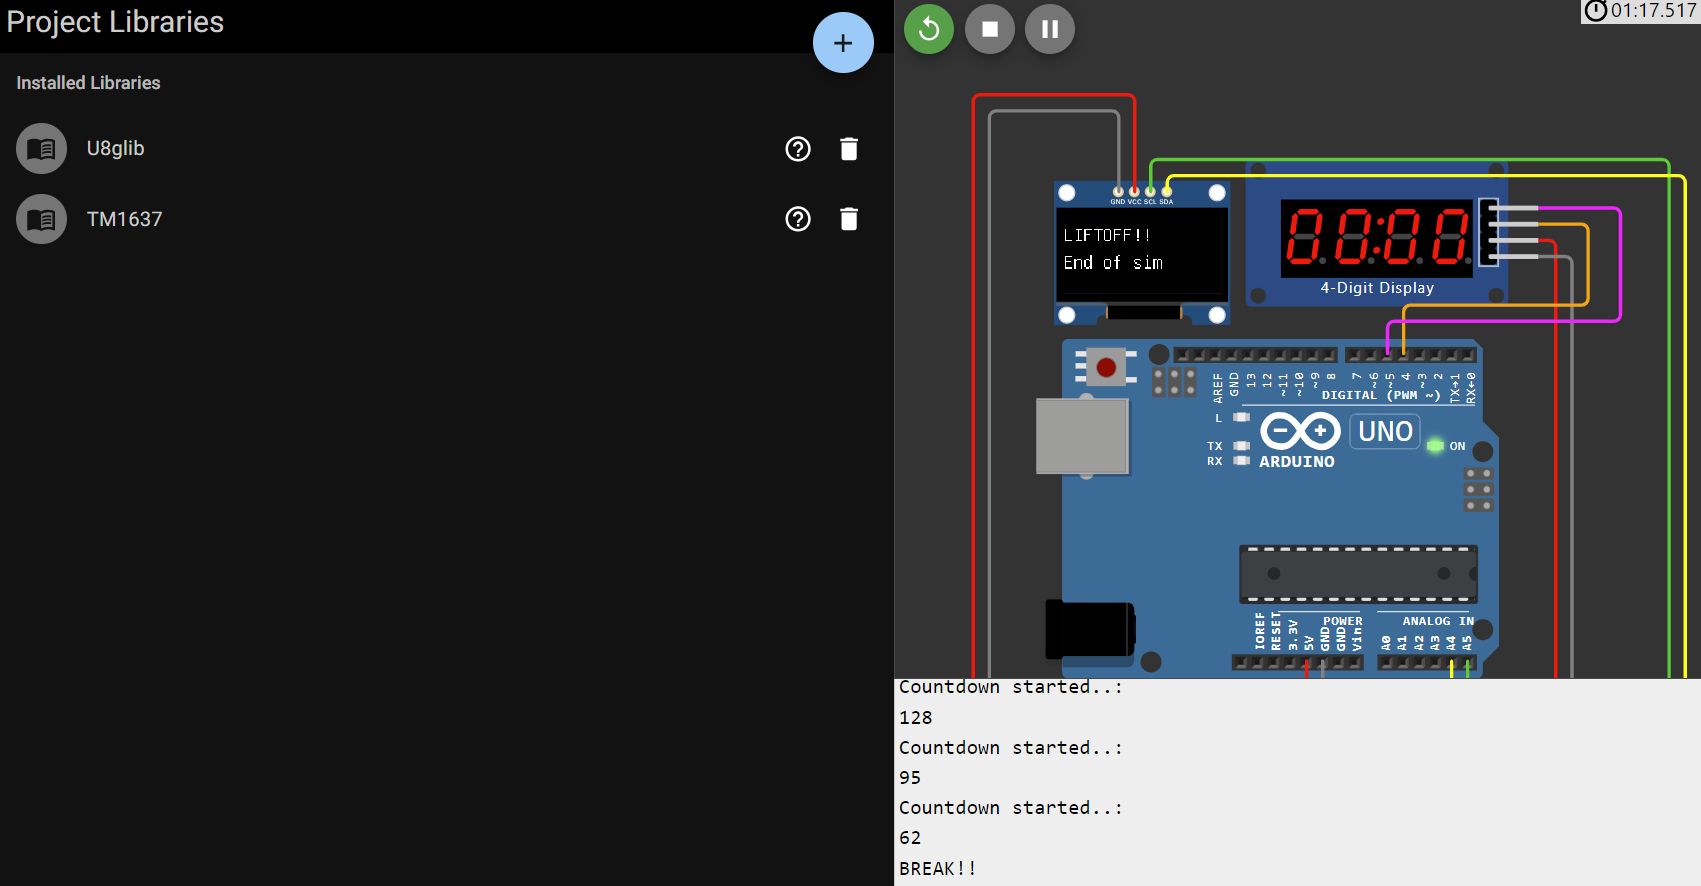 Project Libraries
Installed Libraries
U8glib
TM1637
01:17.517
GND VCC SCL SDA
LIFTOFF!!
End of sim
00:00
4-Digit Display
AREF GND 13 12 ~11 ~10 ~9 8 7 ~6 ~5 4 ~3 2 TX→1 RX←0
DIGITAL (PWM ~)
L
TX
RX
UNO
ON
ARDUINO
POWER
ANALOG IN
IOREF RESET 3.3V 5V GND GND Vin A0 A1 A2 A3 A4 A5
Countdown started..:
128
Countdown started..:
95
Countdown started..:
62
BREAK!!